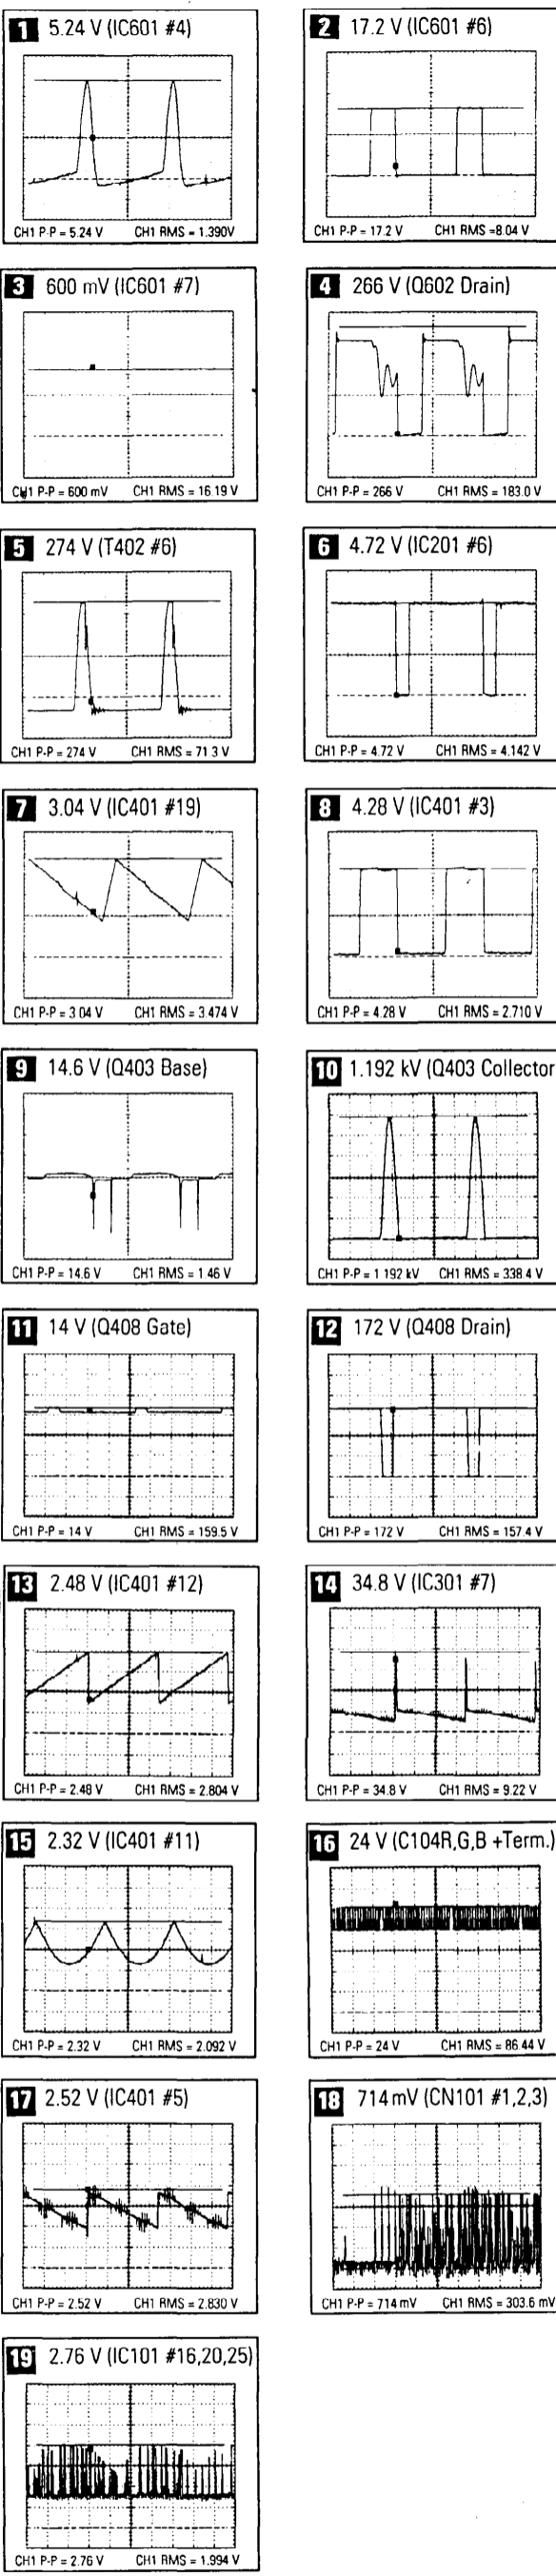 1 5.24 V (IC601 #4)
CH1 P-P = 5.24 V CH1 RMS = 1.390V
2 17.2 V (IC601 #6)
CH1 P-P = 17.2 V CH1 RMS =8.04 V
3 600 mV (IC601 #7)
CH1 P-P = 600 mV CH1 RMS = 16.19 V
4 266 V (Q602 Drain)
CH1 P-P = 266 V CH1 RMS = 183.0 V
5 274 V (T402 #6)
CH1 P-P = 274 V CH1 RMS = 71 3 V
6 4.72 V (IC201 #6)
CH1 P-P = 4.72 V CH1 RMS = 4.142V
7 3.04 V (IC401 #19)
CH1 P-P = 3 04 V CH1 RMS = 3.474 V
8 4.28 V (IC401 #3)
CH1 P-P = 4.28 V CH1 RMS = 2.710 V
9 14.6 V (Q403 Base)
CH1 P-P = 14.6 V CH1 RMS = 1.46 V
10 1.192 kV (Q403 Collector
CH1 P-P = 1 192 kV CH1 RMS = 338.4 V
11 14 V (Q408 Gate)
CH1 P-P = 14 V CH1 RMS = 159.5 V
12 172 V (Q408 Drain)
CH1 P-P = 172 V CH1 RMS = 157.4 V
13 2.48 V (IC401 #12)
CH1 P-P = 2.48 V CH1 RMS = 2.804 V
14 34.8 V (IC301 #7)
CH1 P-P = 34.8 V CH1 RMS = 9.22 V
15 2.32 V (IC401 #11)
CH1 P-P = 2.32 V CH1 RMS = 2.092 V
16 24 V (C104R,G,B +Term.)
CH1 P-P = 24 V CH1 RMS = 86.44 V
17 2.52 V (IC401 #5)
CH1 P-P = 2.52 V CH1 RMS = 2.830 V
18 714 mV (CN101 #1,2,3)
CH1 P-P = 714 mV CH1 RMS = 303.6 mV
19 2.76 V (IC101 #16,20,25)
CH1 P-P = 2.76 V CH1 RMS = 1.994 V